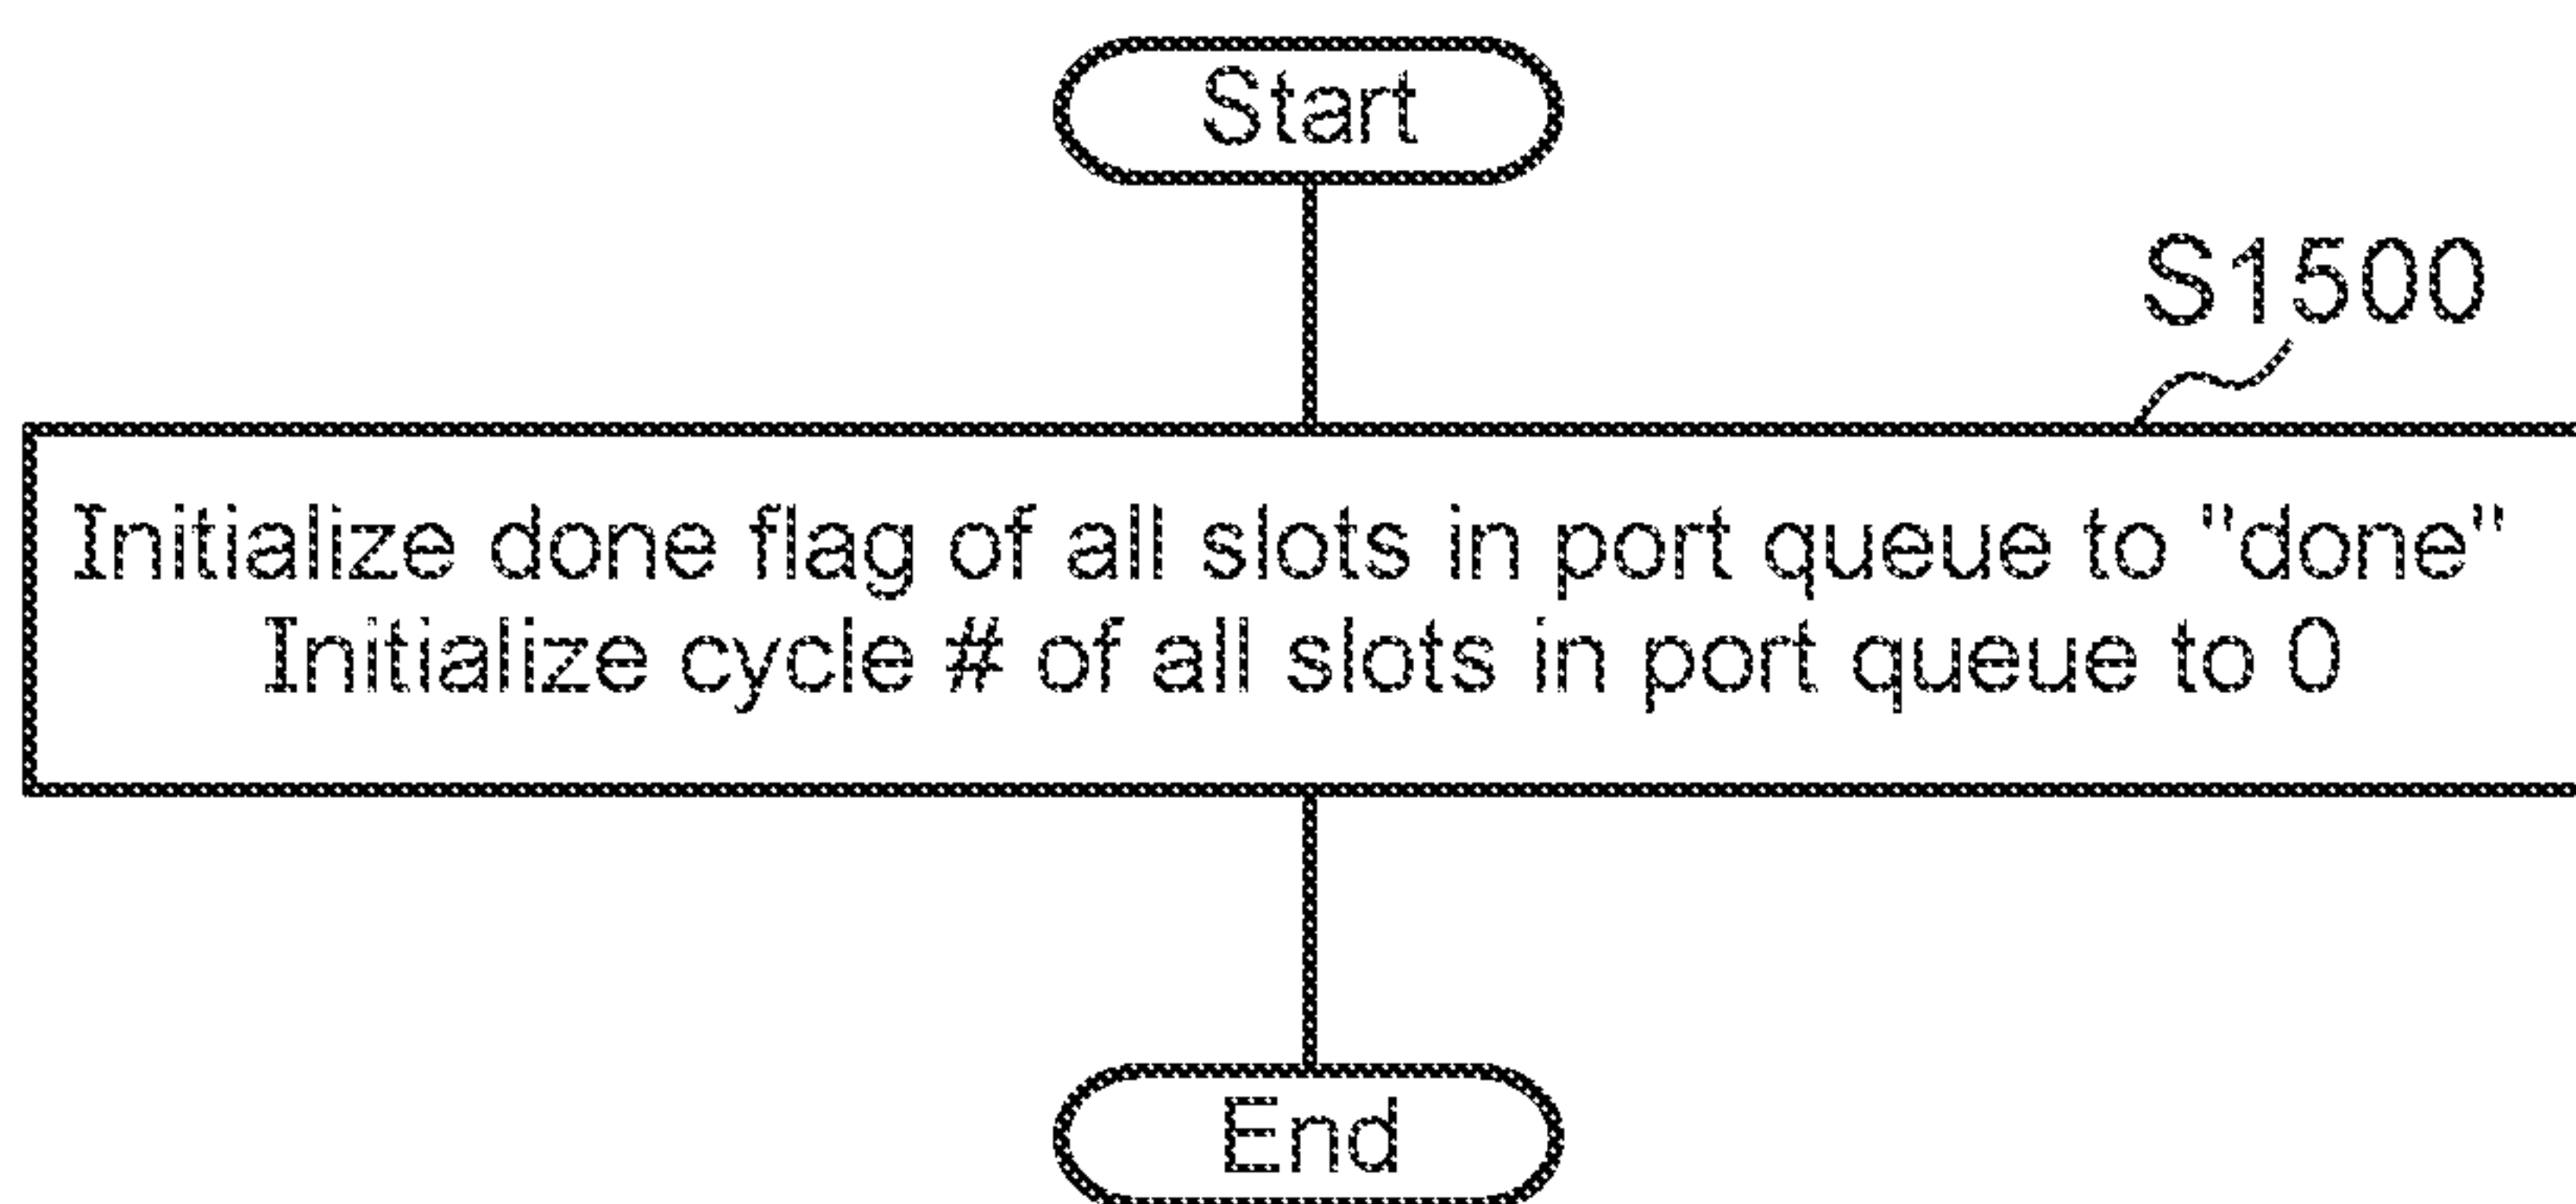 Start
S1500
Initialize done flag of all slots in port queue to "done"
Initialize cycle # of all slots in port queue to 0
End